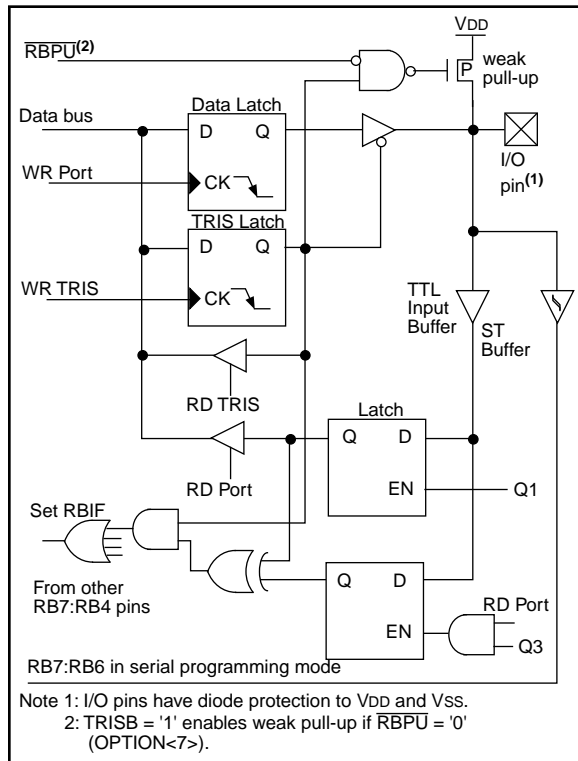 VDD
RBPU(2)
P
weak
pull-up
Data Latch
Data bus
D
Q
WR Port
CK
I/O
pin(1)
TRIS Latch
D
Q
WR TRIS
CK
TTL
Input
Buffer
ST
Buffer
RD TRIS
Latch
Q
D
RD Port
EN
Q1
Set RBIF
From other
RB7:RB4 pins
Q
D
RD Port
EN
Q3
RB7:RB6 in serial programming mode
Note 1: I/O pins have diode protection to VDD and VSS.
2: TRISB = '1' enables weak pull-up if RBPU = '0'
(OPTION<7>).